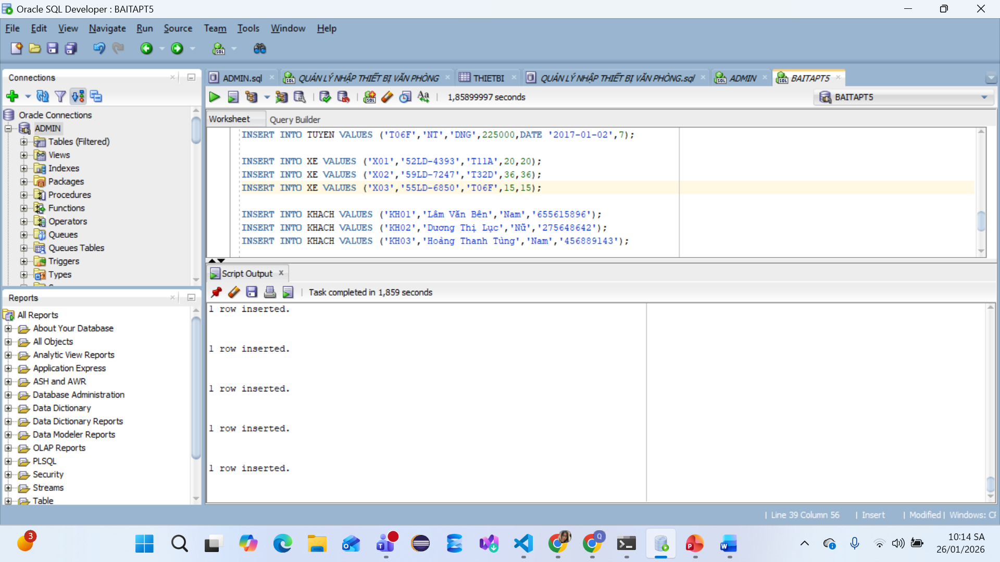 Oracle SQL Developer : BAITAPT5
File Edit View Navigate Run Source Team Tools Window Help
Connections
Oracle Connections
ADMIN
Tables (Filtered)
Views
Indexes
Packages
Procedures
Functions
Operators
Queues
Queues Tables
Triggers
Types
Reports
All Reports
About Your Database
All Objects
Analytic View Reports
Application Express
ASH and AWR
Database Administration
Data Dictionary
Data Dictionary Reports
Data Modeler Reports
OLAP Reports
PLSQL
Security
Streams
Table
ADMIN.sql QUẢN LÝ NHẬP THIẾT BỊ VĂN PHÒNG THIETBI QUẢN LÝ NHẬP THIẾT BỊ VĂN PHÒNG.sql ADMIN BAITAPT5
1,85899997 seconds BAITAPT5
Worksheet Query Builder
INSERT INTO TUYEN VALUES ('T06F','NT','DNG',225000,DATE '2017-01-02',7);
INSERT INTO XE VALUES ('X01','52LD-4393','T11A',20,20);
INSERT INTO XE VALUES ('X02','59LD-7247','T32D',36,36);
INSERT INTO XE VALUES ('X03','55LD-6850','T06F',15,15);
INSERT INTO KHACH VALUES ('KH01','Lâm Văn Bên','Nam','655615896');
INSERT INTO KHACH VALUES ('KH02','Dương Thị Lục','Nữ','275648642');
INSERT INTO KHACH VALUES ('KH03','Hoàng Thanh Tùng','Nam','456889143');
Script Output
Task completed in 1,859 seconds
1 row inserted.
1 row inserted.
1 row inserted.
1 row inserted.
1 row inserted.
Line 39 Column 56 Insert Modified Windows: CF
3
10:14 SA
26/01/2026